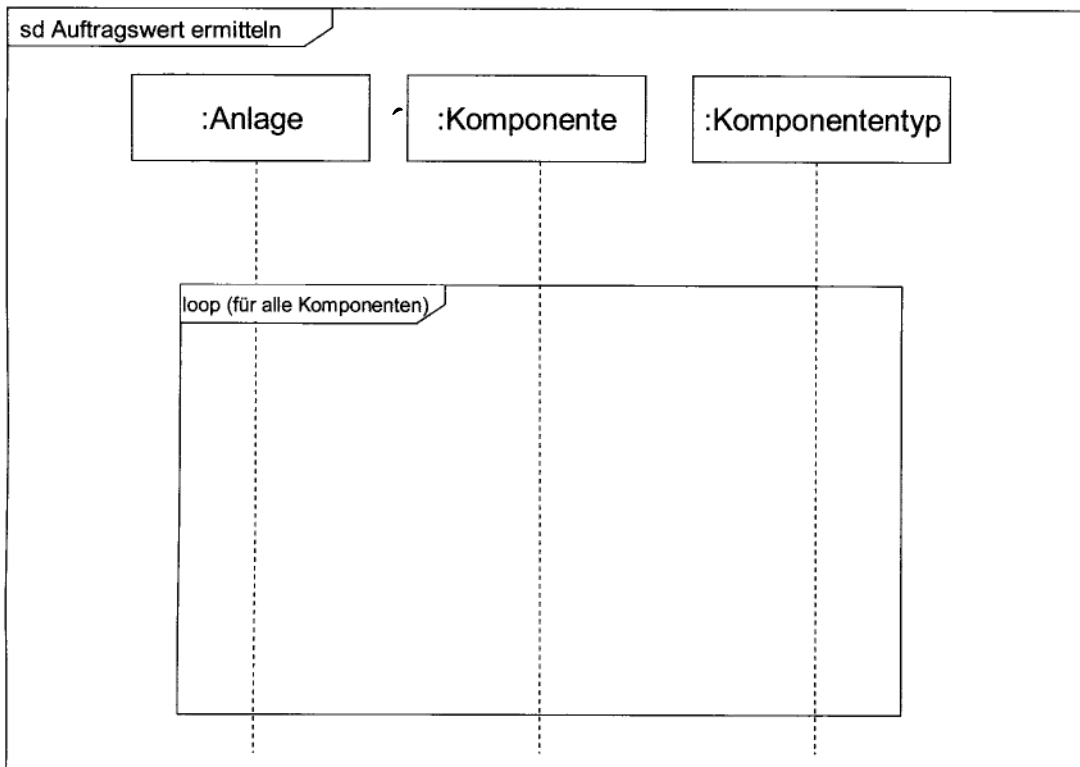 sd Auftragswert ermitteln
:Anlage
:Komponente
:Komponententyp
loop (für alle Komponenten)